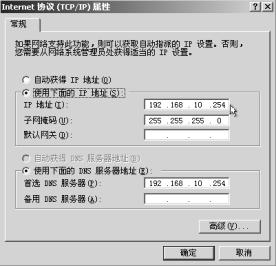 Internet 协议 (TCP/IP) 属性
常规
如果网络支持此功能,则可以获取自动指派的 IP 设置。否则,
您需要从网络系统管理员处获得适当的 IP 设置。
自动获得 IP 地址(O)
使用下面的 IP 地址(S):
IP 地址(I): 192 .168 . 10 .254
子网掩码(U): 255 .255 .255 . 0
默认网关(D): . . .
自动获得 DNS 服务器地址(B)
使用下面的 DNS 服务器地址(E):
首选 DNS 服务器(P): 192 .168 . 10 .254
备用 DNS 服务器(A): . . .
高级(V)...
确定 取消